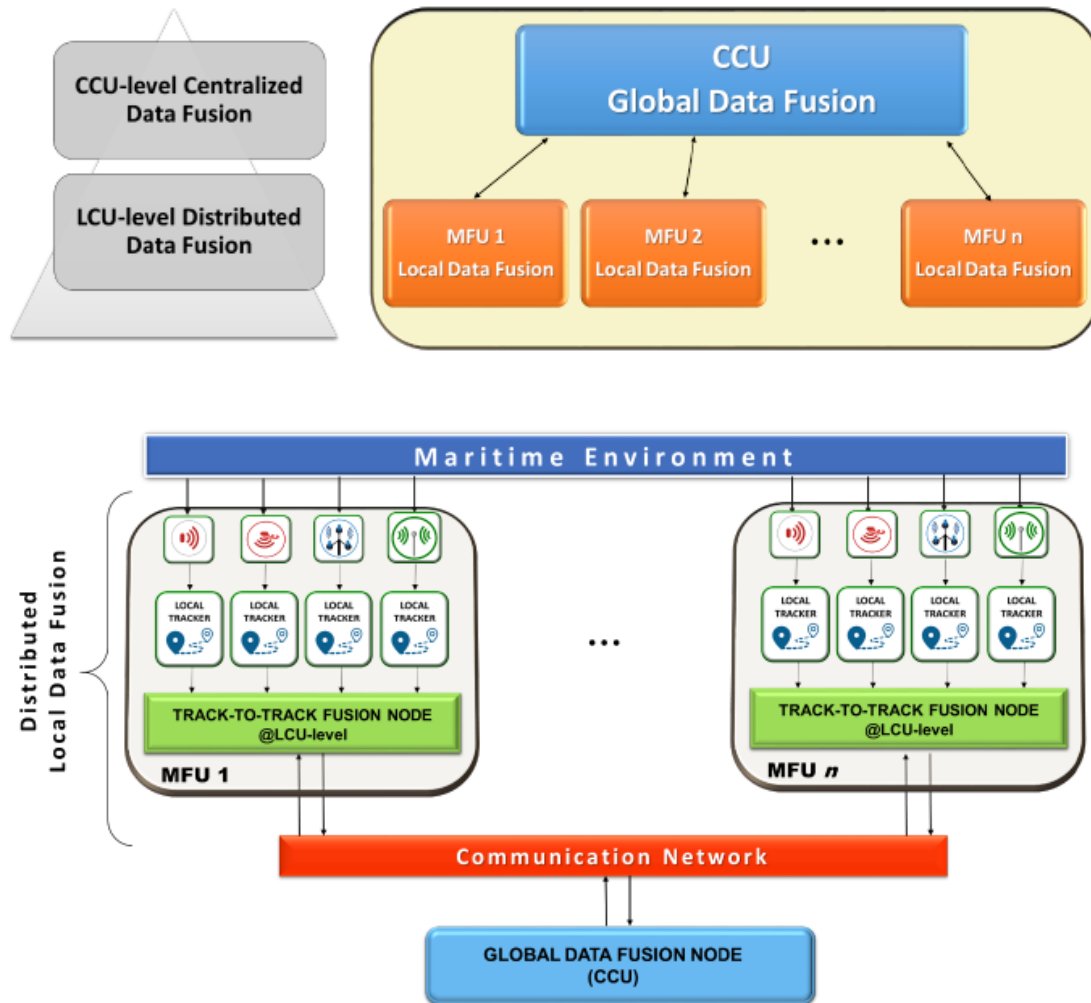 CCU-level Centralized
Data Fusion
LCU-level Distributed
Data Fusion
CCU
Global Data Fusion
MFU 1
Local Data Fusion
MFU 2
Local Data Fusion
...
MFU n
Local Data Fusion
Maritime Environment
Distributed
Local Data Fusion
LOCAL
TRACKER
LOCAL
TRACKER
LOCAL
TRACKER
LOCAL
TRACKER
TRACK-TO-TRACK FUSION NODE
@LCU-level
MFU 1
...
LOCAL
TRACKER
LOCAL
TRACKER
LOCAL
TRACKER
LOCAL
TRACKER
TRACK-TO-TRACK FUSION NODE
@LCU-level
MFU n
Communication Network
GLOBAL DATA FUSION NODE
(CCU)